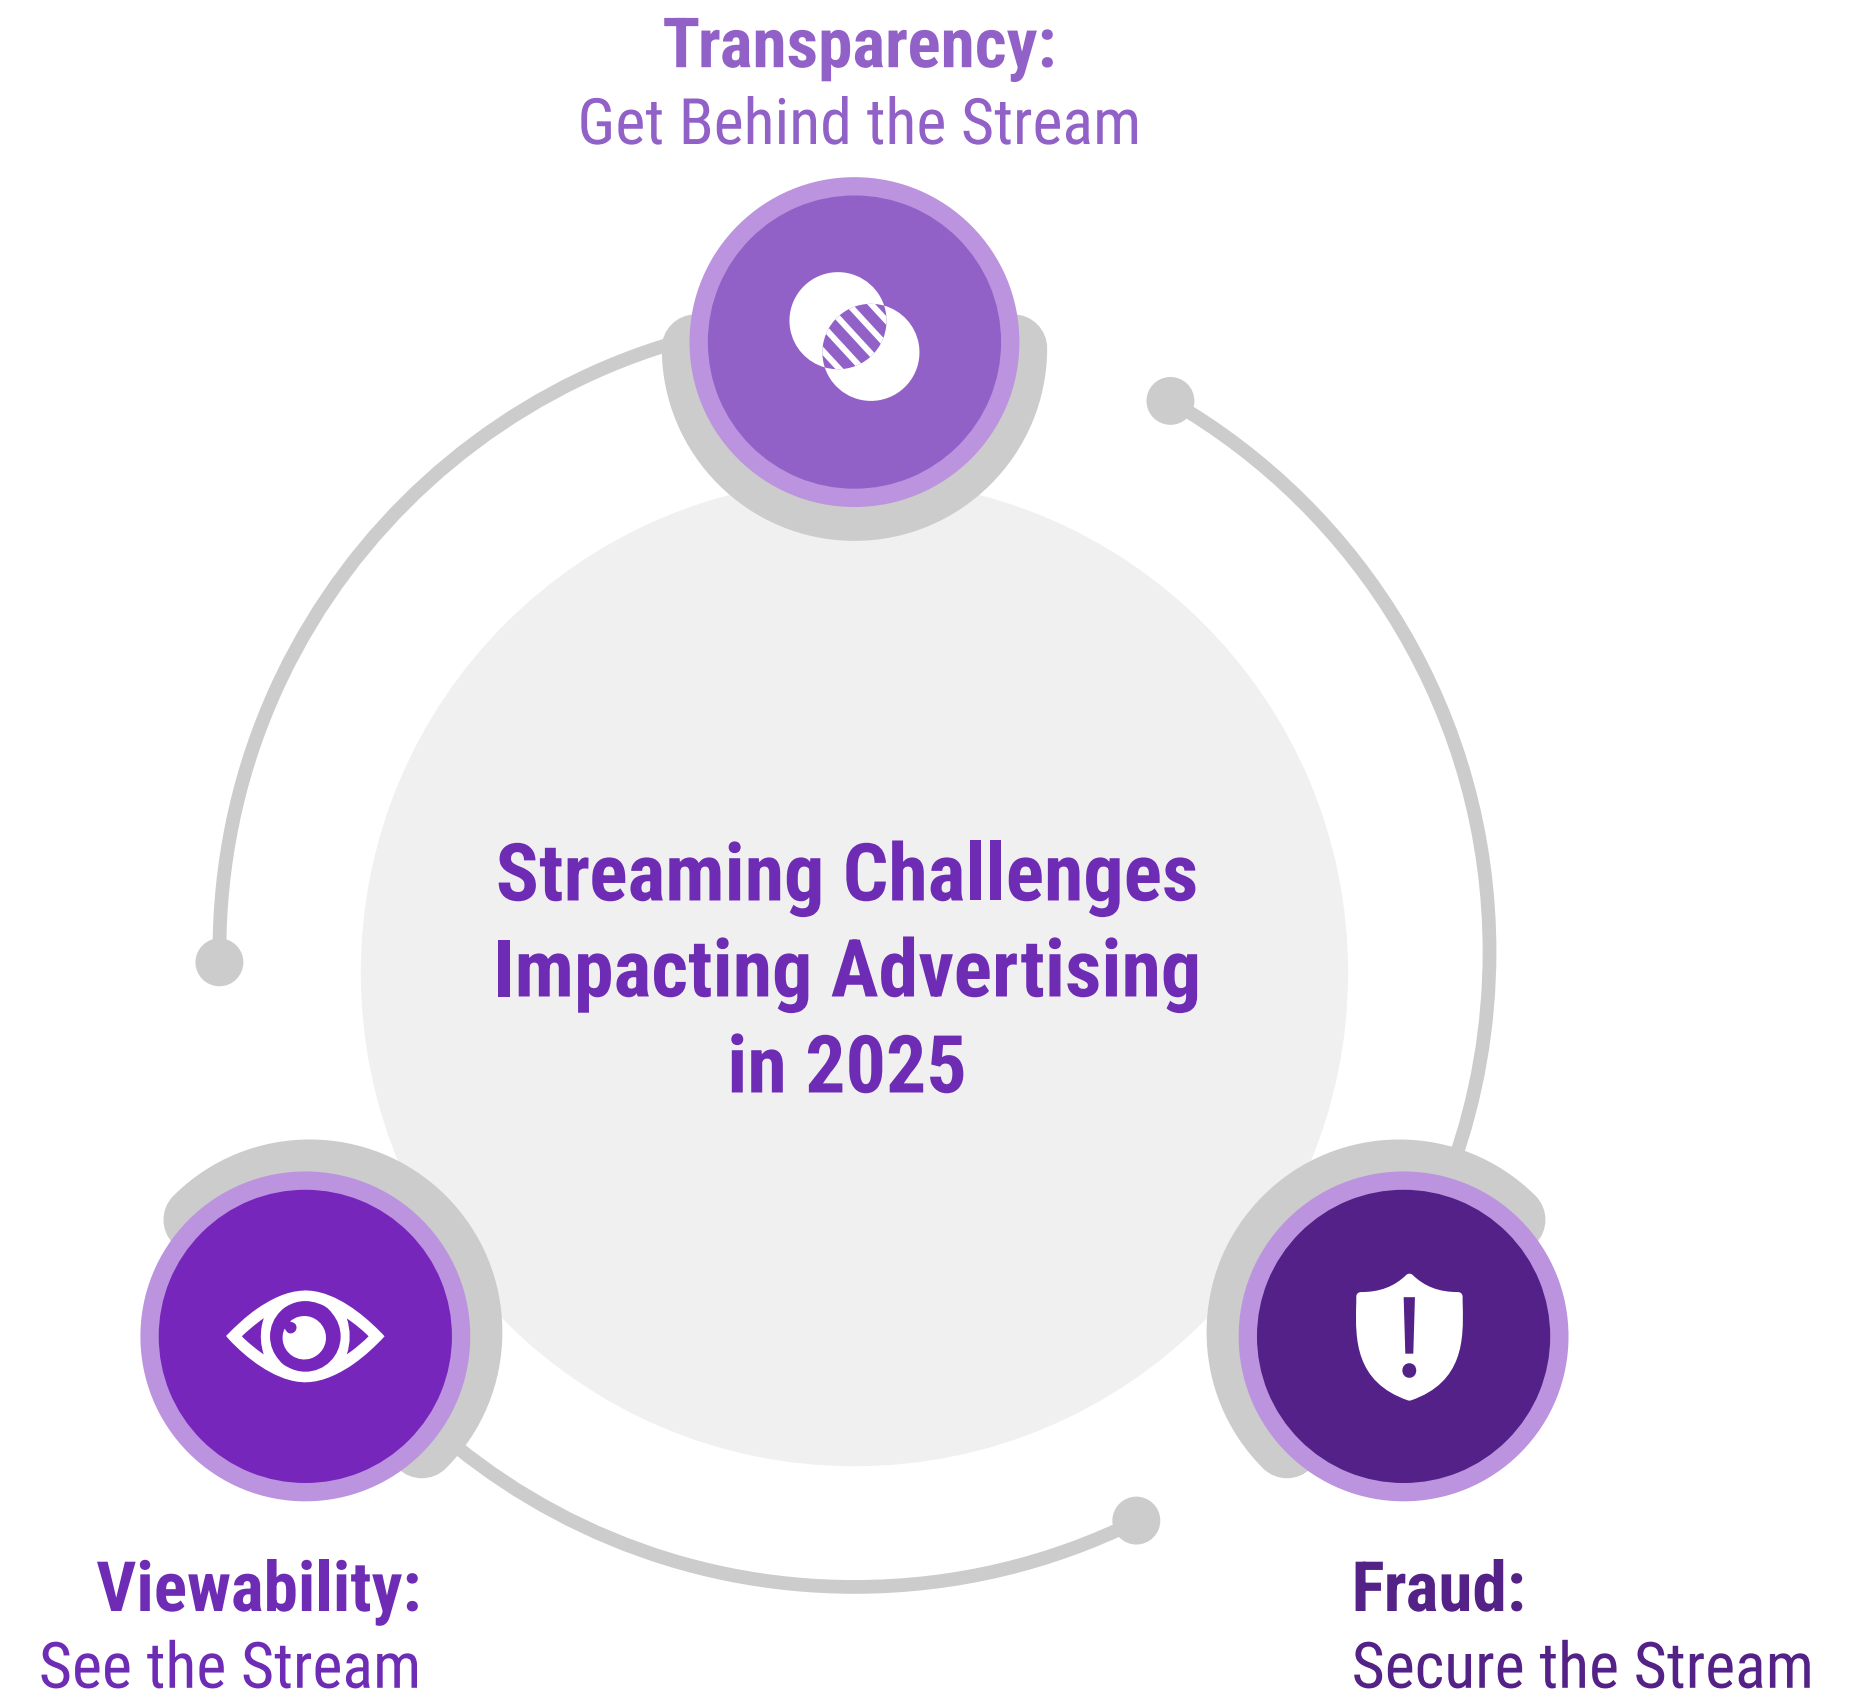 Transparency:
Get Behind the Stream
Streaming Challenges
Impacting Advertising
in 2025
Viewability:
See the Stream
Fraud:
Secure the Stream